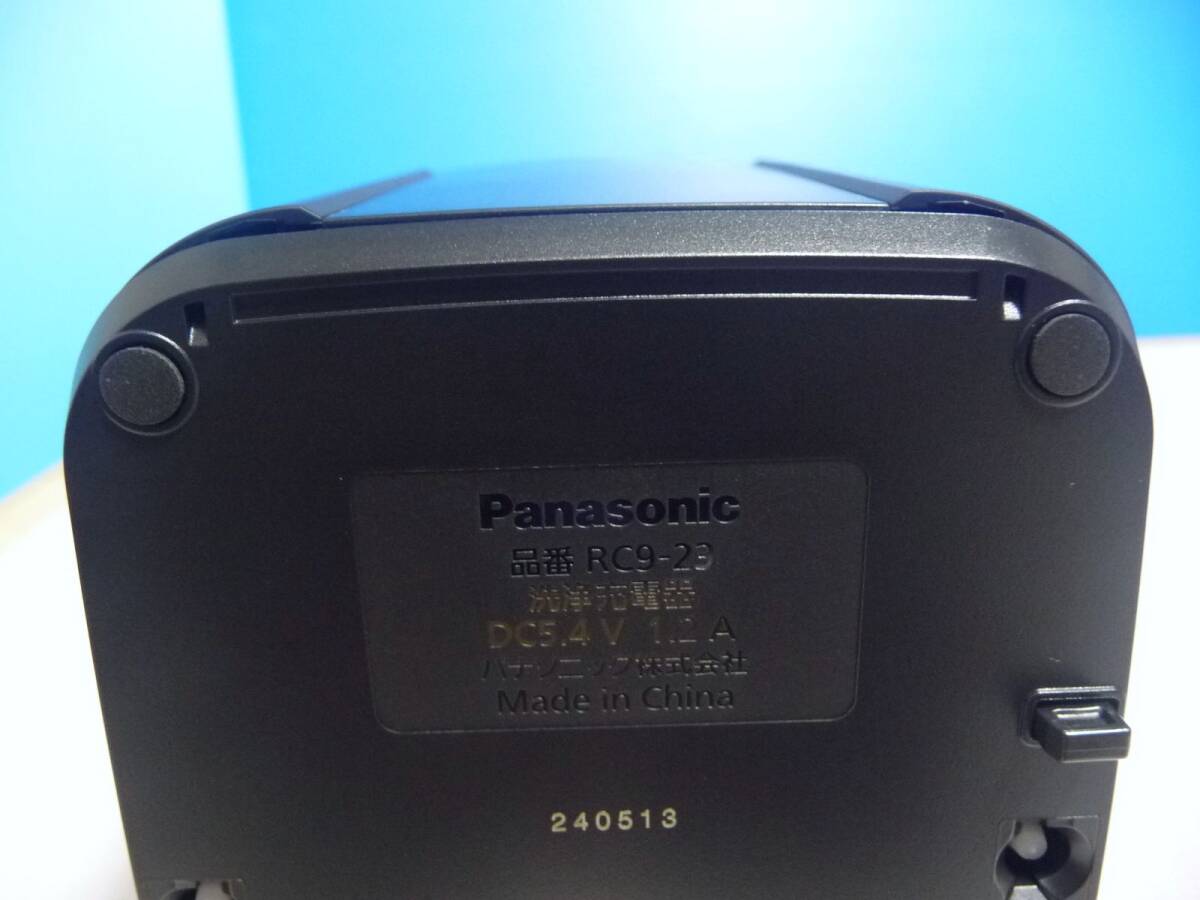 Panasonic
品番 RC9-23
洗浄充電器
DC5.4 V 1.2 A
パナソニック株式会社
Made in China
240513